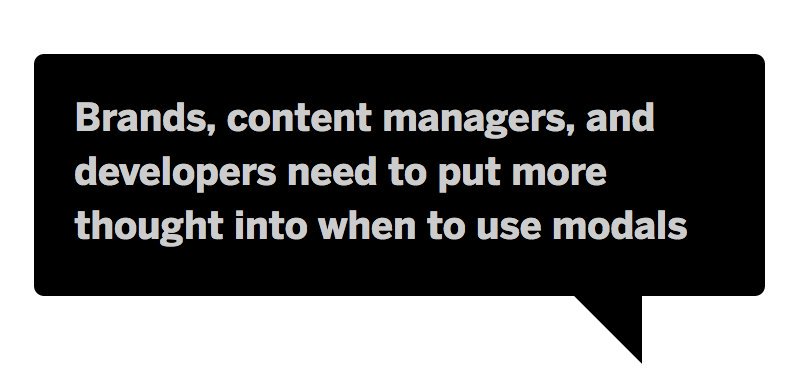 Brands, content managers, and
developers need to put more
thought into when to use modals